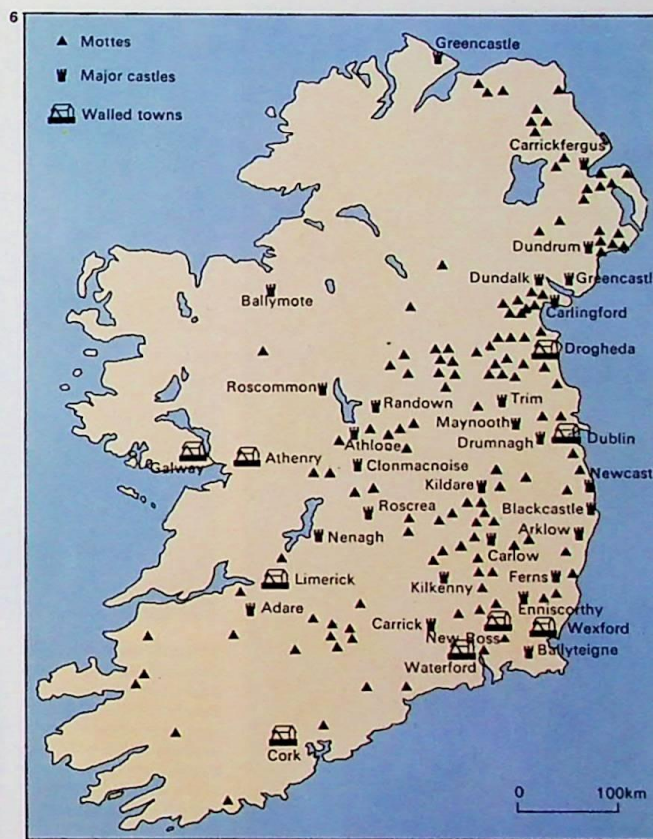 6
Mottes
Major castles
Walled towns
Greencastle
Carrickfergus
Dundrum
Dundalk
Greencastl
Ballymote
Carlingford
Drogheda
Roscommon
Randown
Trim
Maynooth
Athlone
Drumnagh
Dublin
Galway
Athenry
Clonmacnoise
Newcast
Kildare
Roscrea
Blackcastle
Nenagh
Arklow
Carlow
Limerick
Kilkenny
Ferns
Adare
Enniscorthy
Carrick
New Ross
Wexford
Waterford
Ballyteigne
Cork
0 100km